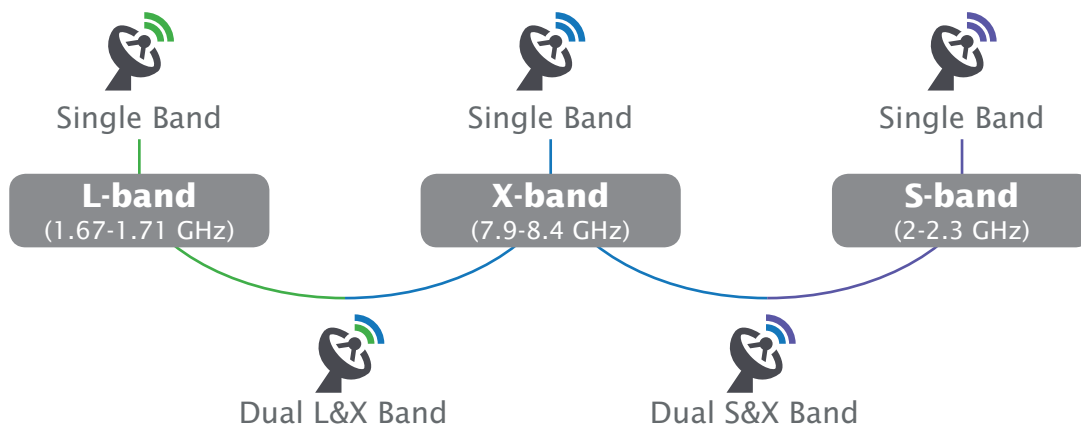 Single Band
Single Band
Single Band
L-band
(1.67-1.71 GHz)
X-band
(7.9-8.4 GHz)
S-band
(2-2.3 GHz)
Dual L&X Band
Dual S&X Band